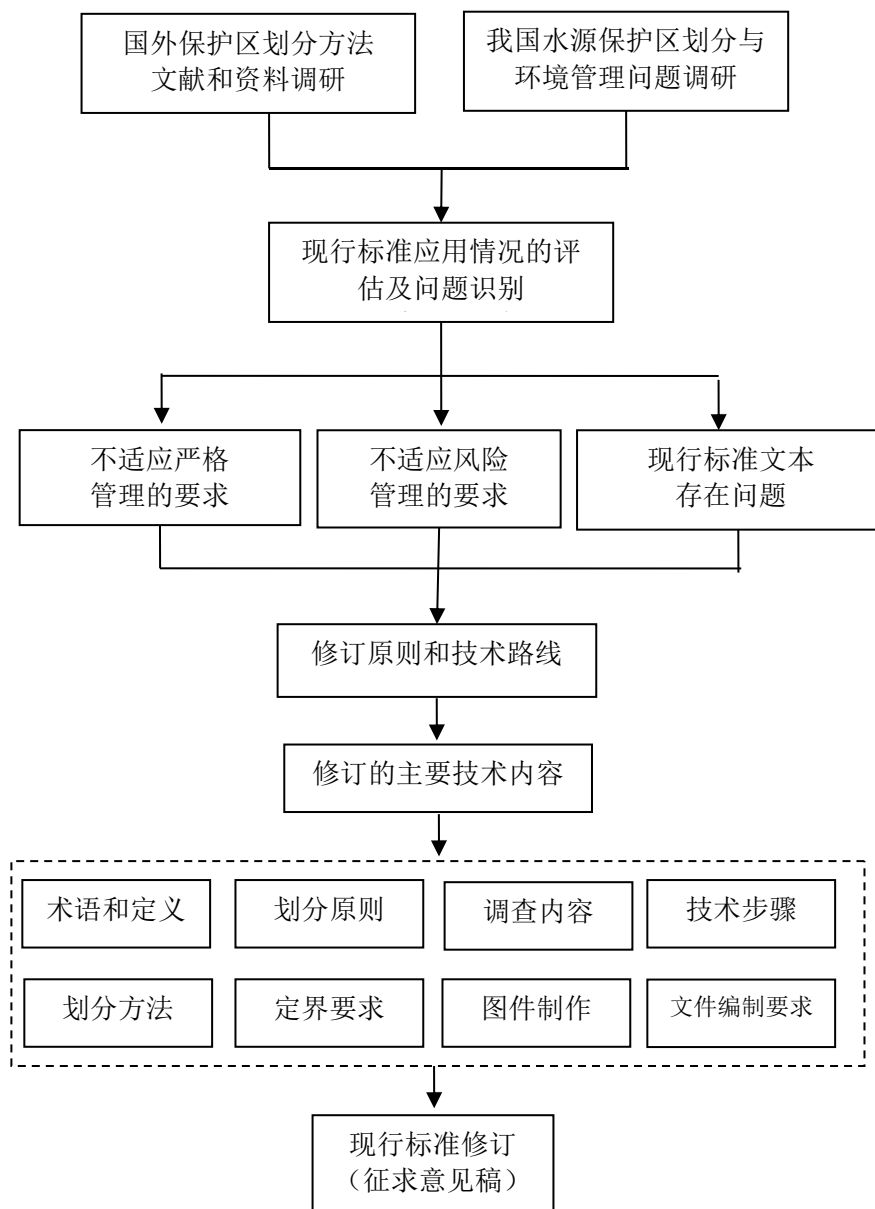 国外保护区划分方法
文献和资料调研
我国水源保护区划分与
环境管理问题调研
现行标准应用情况的评
估及问题识别
不适应严格
管理的要求
不适应风险
管理的要求
现行标准文本
存在问题
修订原则和技术路线
修订的主要技术内容
术语和定义
划分原则
调查内容
技术步骤
划分方法
定界要求
图件制作
文件编制要求
现行标准修订
（征求意见稿）